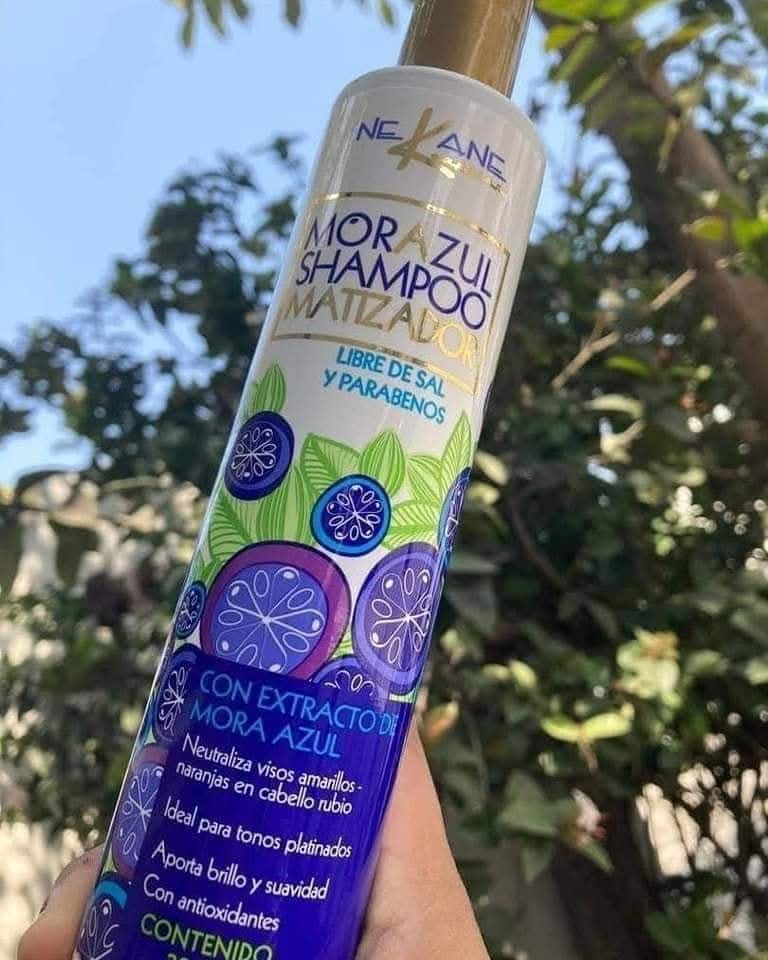 NEKANE
MORAZUL
SHAMPOO
MATIZADOR
LIBRE DE SAL
Y PARABENOS
CON EXTRACTO DE
MORA AZUL
Neutraliza visos amarillos -
naranjas en cabello rubio
Ideal para tonos platinados
Aporta brillo y suavidad
Con antioxidantes
CONTENIDO